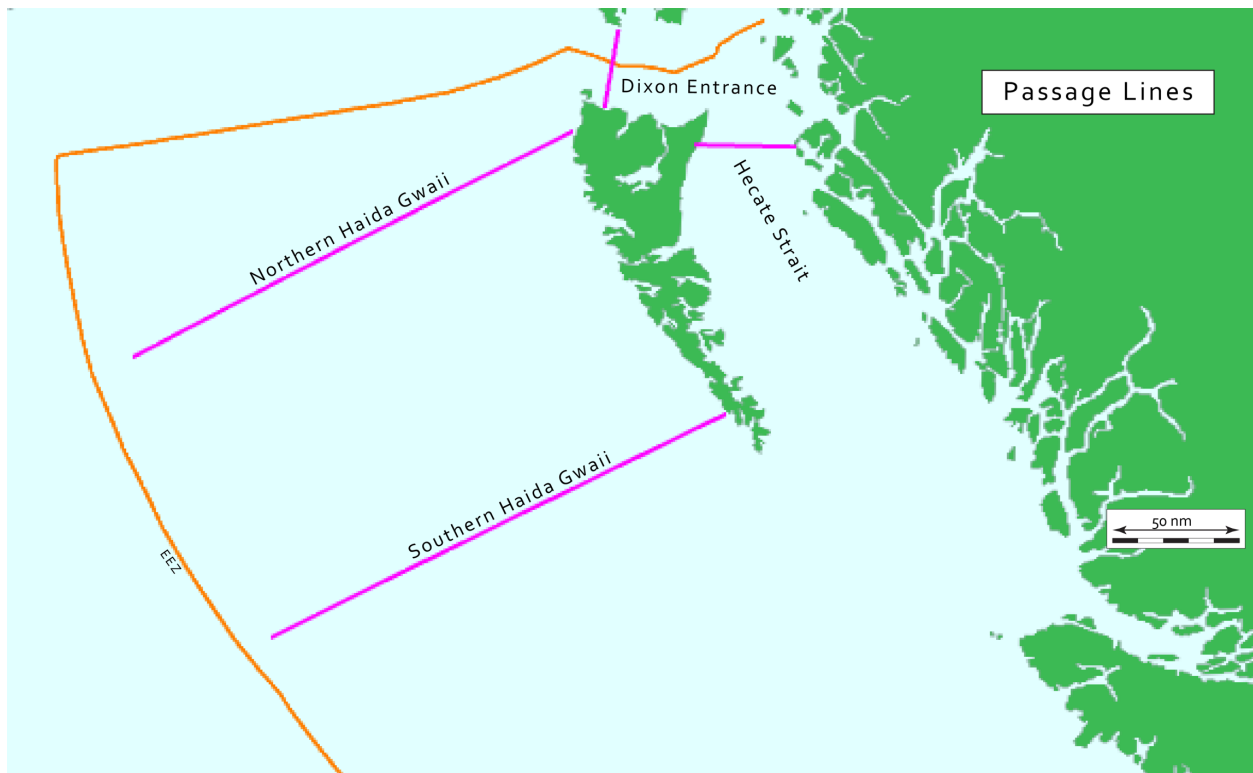 Dixon Entrance
Passage Lines
Northern Haida Gwaii
Hecate Strait
Southern Haida Gwaii
50 nm
EEZ